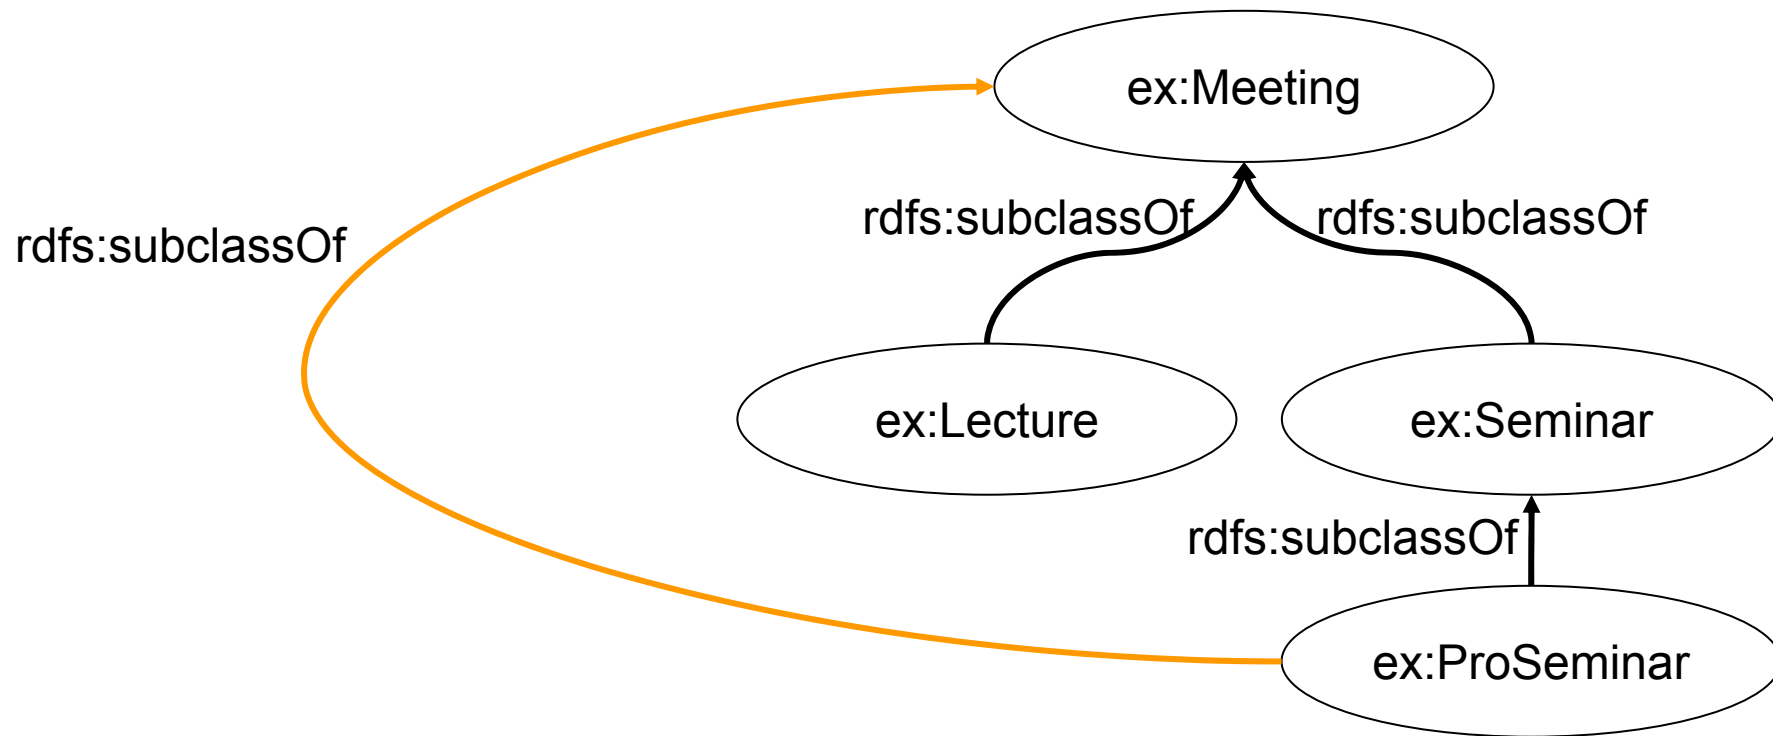 ex:Meeting
rdfs:subclassOf
rdfs:subclassOf
rdfs:subclassOf
ex:Lecture
ex:Seminar
rdfs:subclassOf
ex:ProSeminar